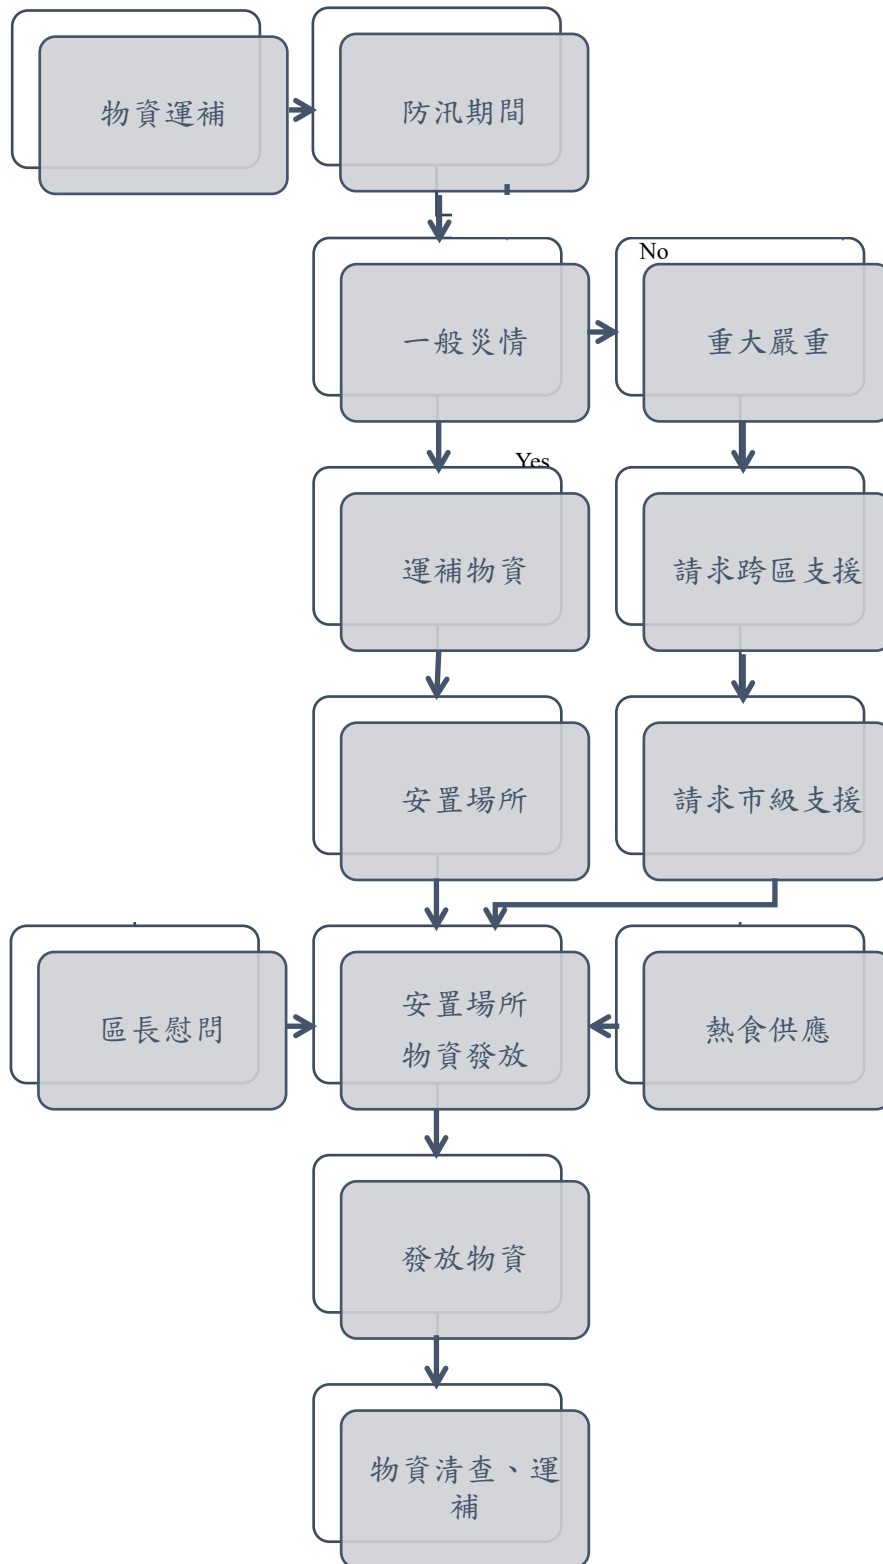 物資運補
防汛期間
一般災情
No
重大嚴重
Yes
運補物資
請求跨區支援
安置場所
請求市級支援
區長慰問
安置場所
物資發放
熱食供應
發放物資
物資清查、運
補